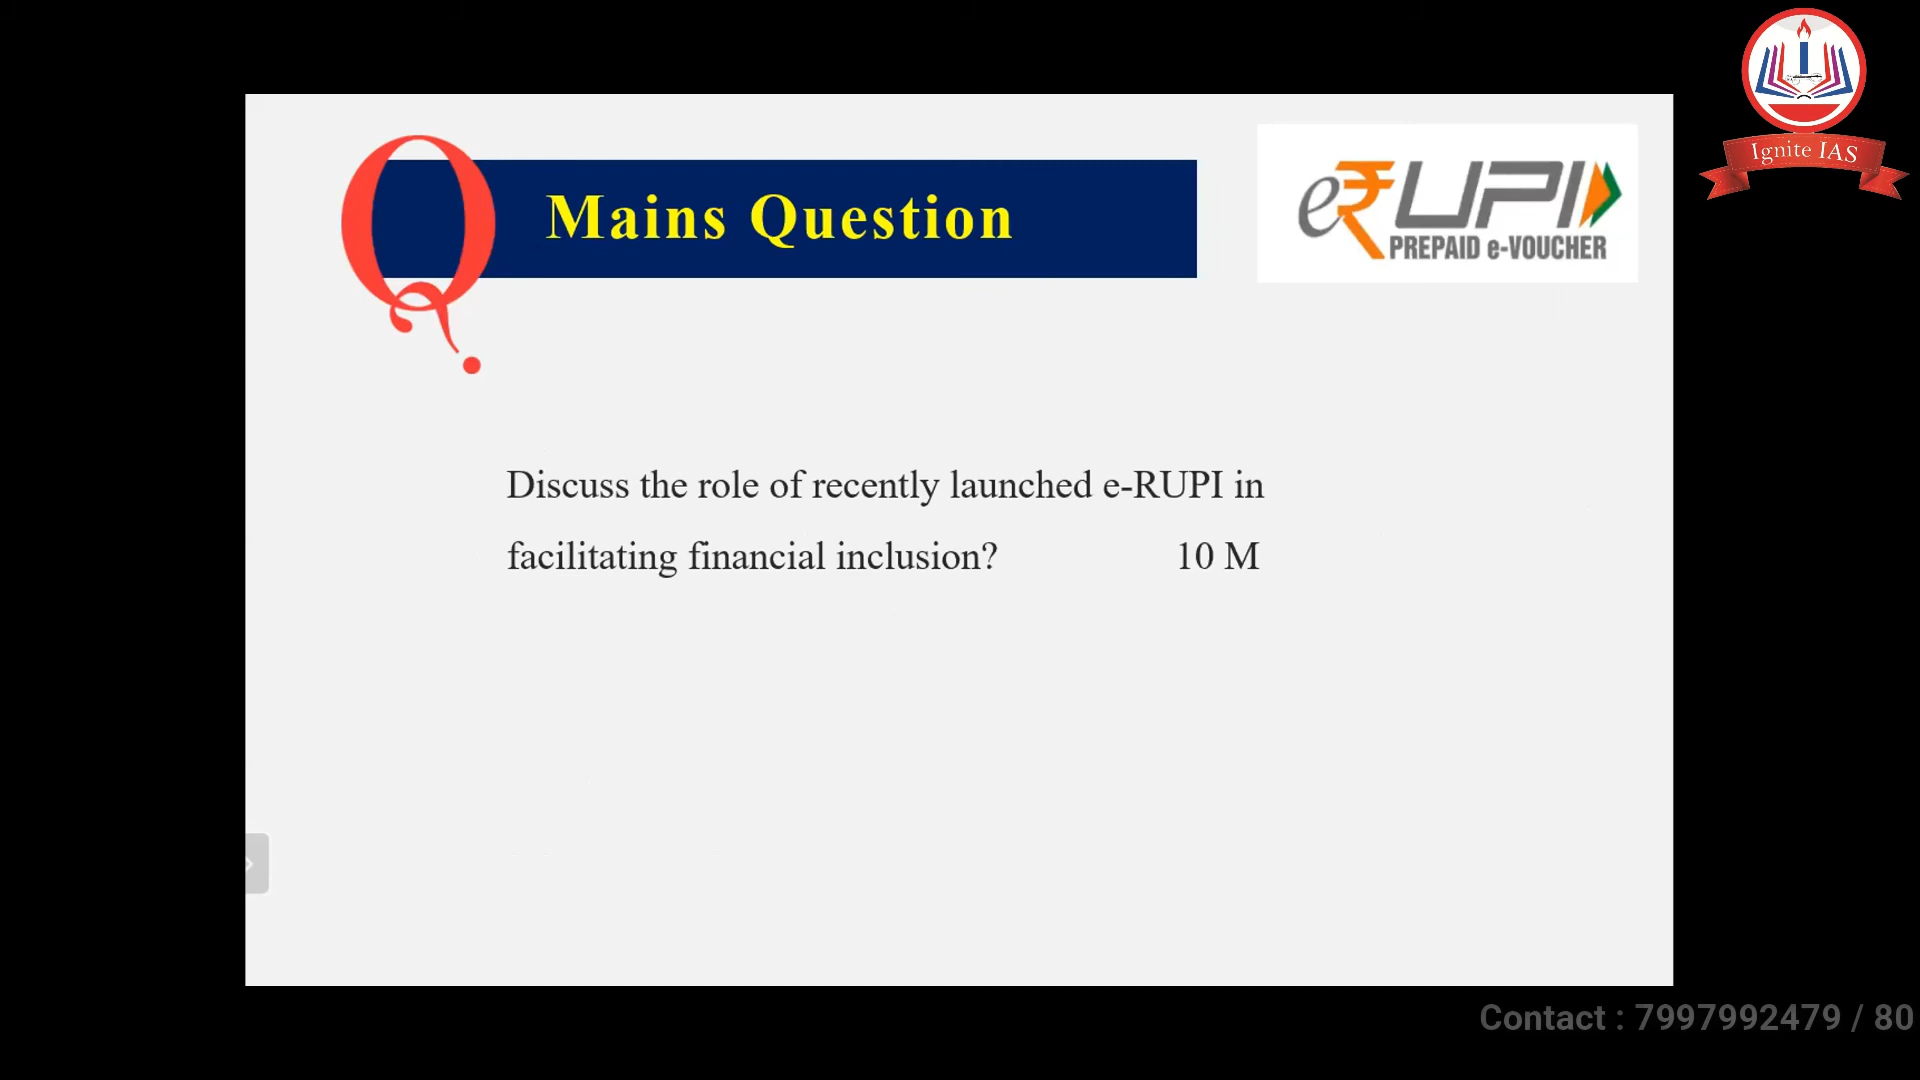 Ignite IAS
Q.
Mains Question
e₹UPI
PREPAID e-VOUCHER
Discuss the role of recently launched e-RUPI in
facilitating financial inclusion? 10 M
Contact : 7997992479 / 80